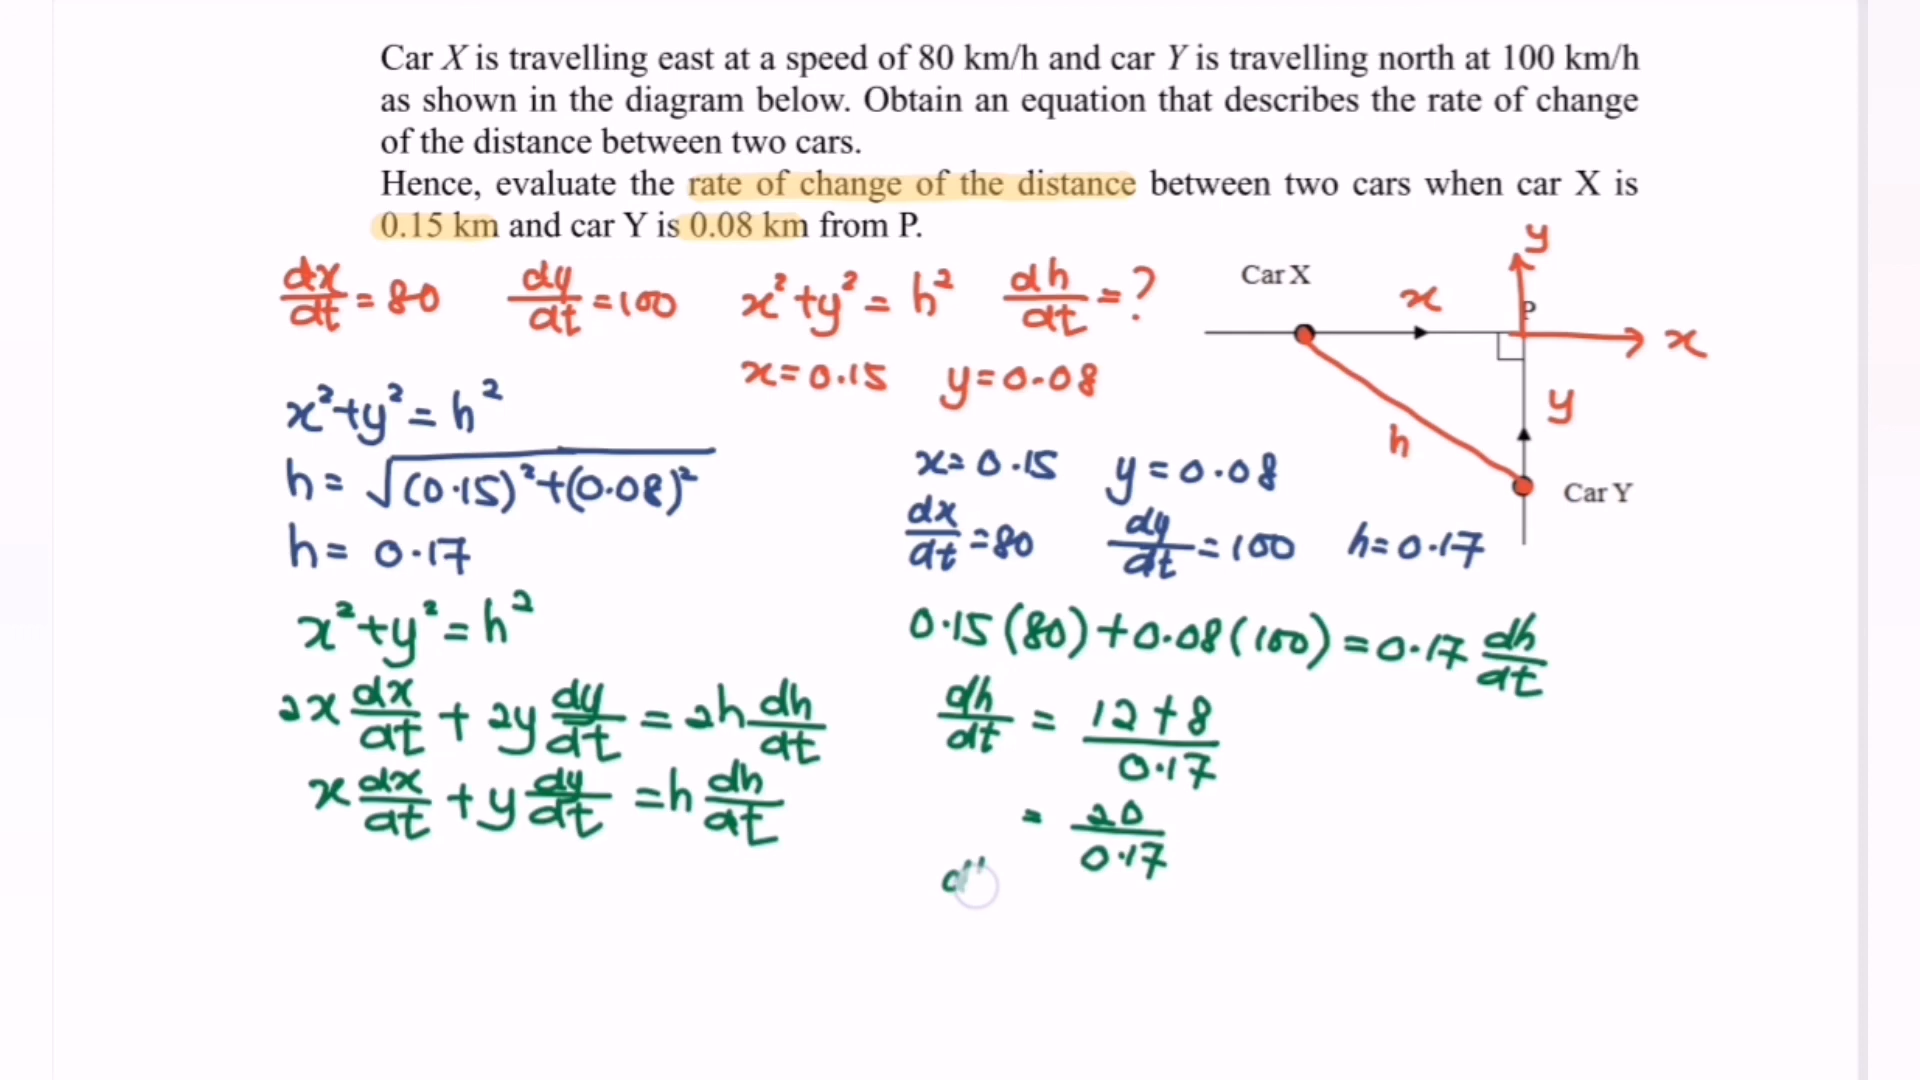 Car X is travelling east at a speed of 80 km/h and car Y is travelling north at 100 km/h
as shown in the diagram below. Obtain an equation that describes the rate of change
of the distance between two cars.
Hence, evaluate the rate of change of the distance between two cars when car X is
0.15 km and car Y is 0.08 km from P.
dx/dt = 80 dy/dt = 100 x² + y² = h² dh/dt = ?
x = 0.15 y = 0.08
Car X
x
y
P
x
y
h
Car Y
x² + y² = h²
h = √(0.15)² + (0.08)²
h = 0.17
x² + y² = h²
2x dx/dt + 2y dy/dt = 2h dh/dt
x dx/dt + y dy/dt = h dh/dt
x = 0.15 y = 0.08
dx/dt = 80 dy/dt = 100 h = 0.17
0.15(80) + 0.08(100) = 0.17 dh/dt
dh/dt = 12 + 8 / 0.17
= 20/0.17